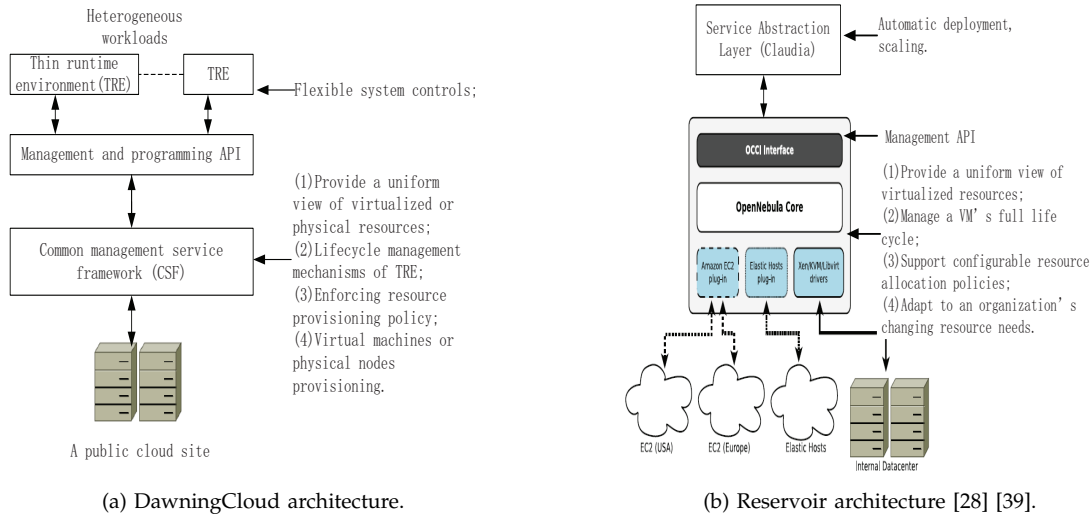 Heterogeneous
workloads
Thin runtime
environment(TRE)
TRE
Flexible system controls;
Management and programming API
(1)Provide a uniform
view of virtualized or
physical resources;
(2)Lifecycle management
mechanisms of TRE;
(3)Enforcing resource
provisioning policy;
(4)Virtual machines or
physical nodes
provisioning.
Common management service
framework (CSF)
A public cloud site
(a) DawningCloud architecture.
Service Abstraction
Layer (Claudia)
Automatic deployment,
scaling.
Management API
OCCI Interface
OpenNebula Core
(1)Provide a uniform view of
virtualized resources;
(2)Manage a VM's full life
cycle;
(3)Support configurable resource
allocation policies;
(4)Adapt to an organization's
changing resource needs.
Amazon EC2
plug-in
Elastic Hosts
plug-in
Xen/KVM/Libvirt
drivers
EC2 (USA)
EC2 (Europe)
Elastic Hosts
Internal Datacenter
(b) Reservoir architecture [28] [39].